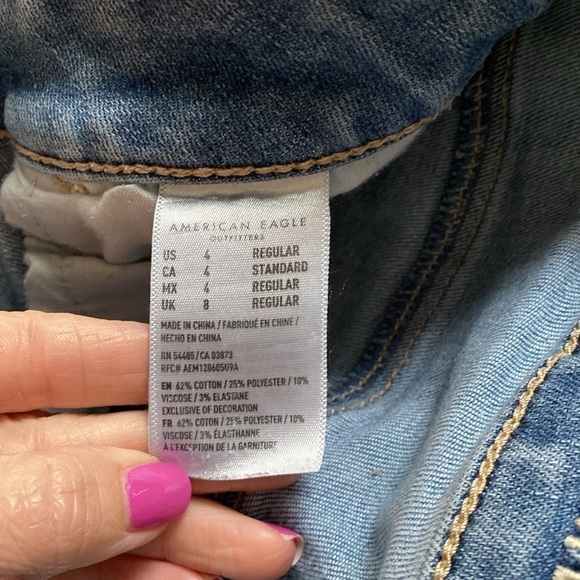 AMERICAN EAGLE
OUTFITTERS
US 4 REGULAR
CA 4 STANDARD
MX 4 REGULAR
UK 8 REGULAR
MADE IN CHINA / FABRIQUÉ EN CHINE /
HECHO EN CHINA
RN 54485/CA 03873
RFC# AEM120605U9A
EN 62% COTTON / 25% POLYESTER / 10%
VISCOSE / 3% ELASTANE
EXCLUSIVE OF DECORATION
FR 62% COTON / 25% POLYESTER / 10%
VISCOSE / 3% ÉLASTHANNE
À L'EXCEPTION DE LA GARNITURE